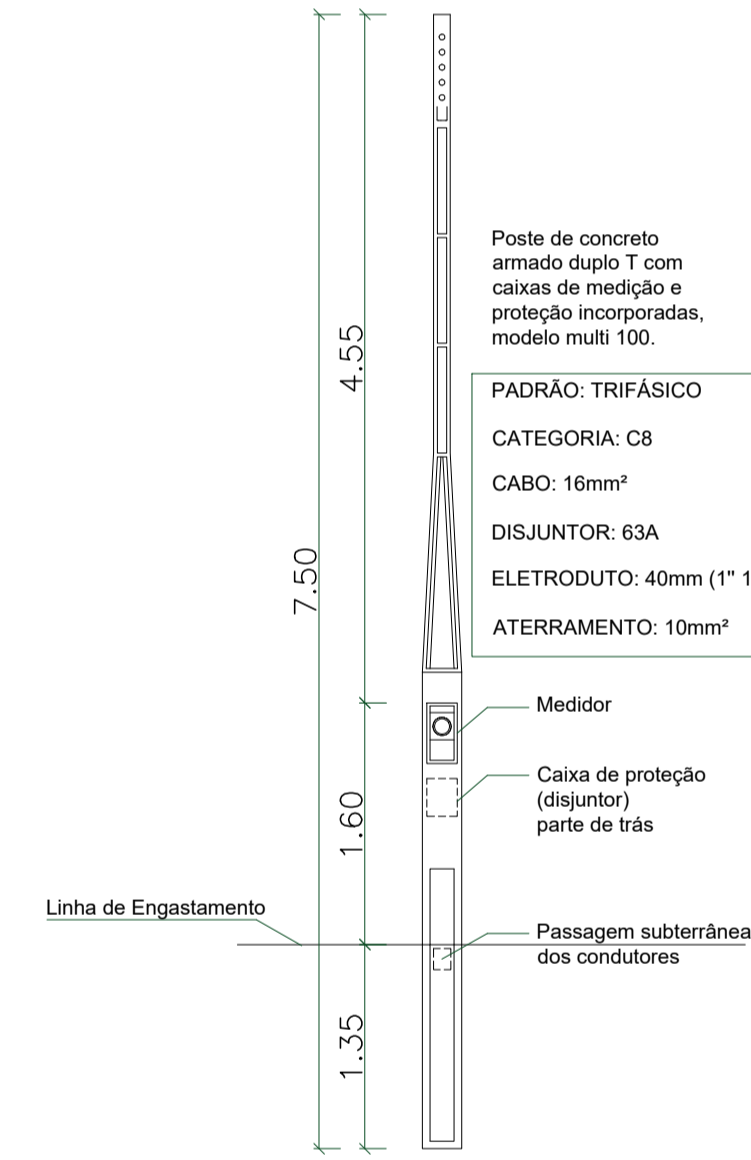 Poste de concreto
armado duplo T com
caixas de medição e
proteção incorporadas,
modelo multi 100.
4.55
PADRÃO: TRIFÁSICO
CATEGORIA: C8
CABO: 16mm²
DISJUNTOR: 63A
7.50
ELETRODUTO: 40mm (1" 1
ATERRAMENTO: 10mm²
Medidor
Caixa de proteção
(disjuntor)
parte de trás
1.60
Linha de Engastamento
Passagem subterrânea
dos condutores
1.35